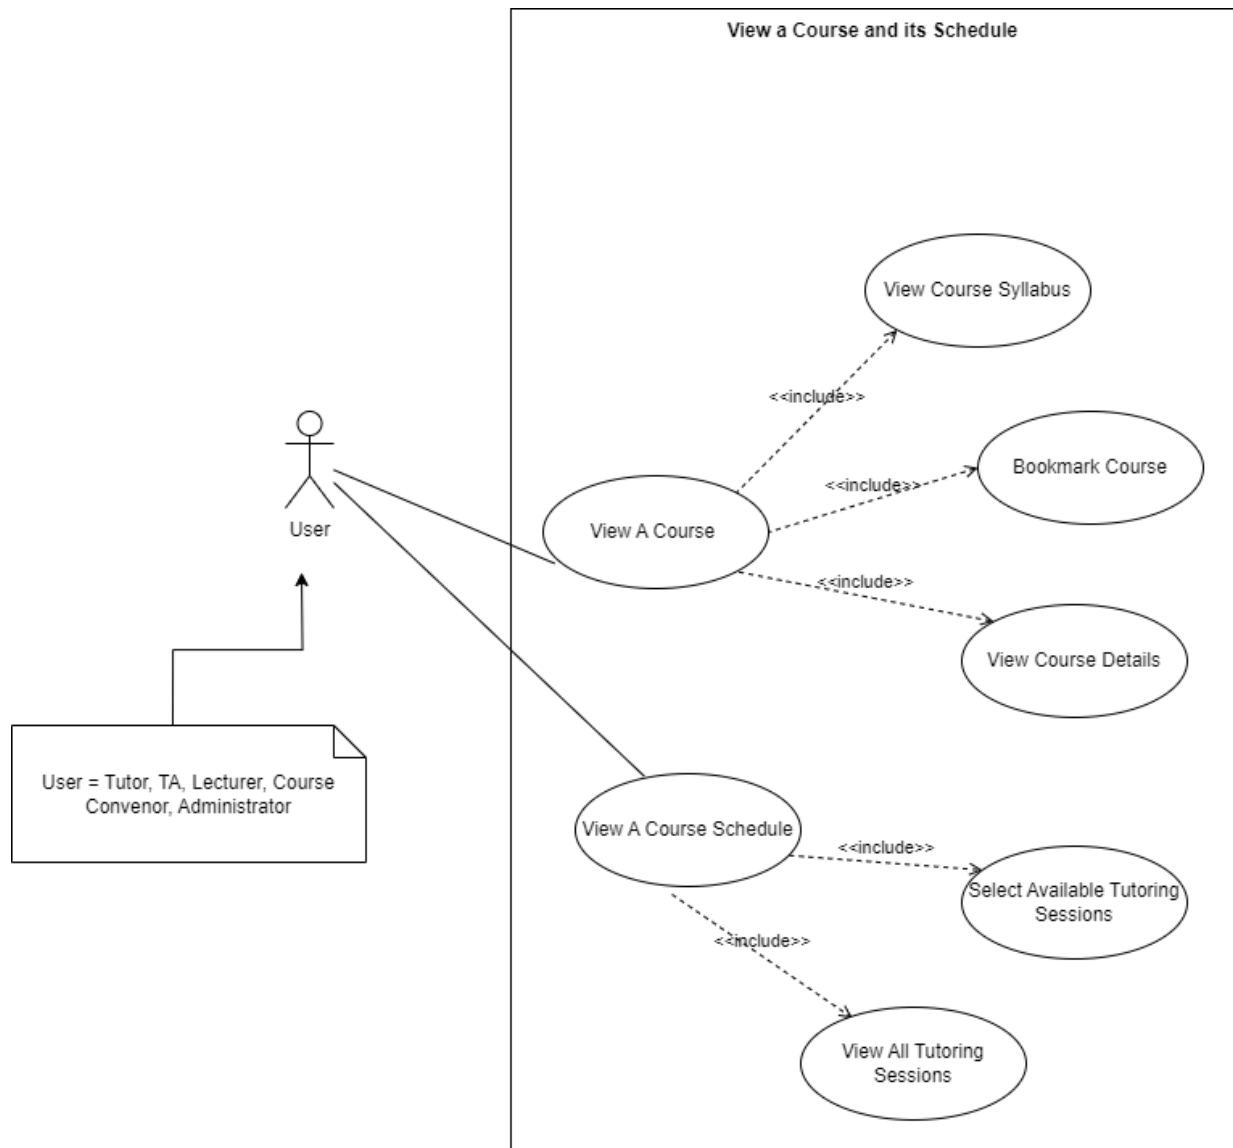 View a Course and its Schedule
View Course Syllabus
<<include>>
Bookmark Course
<<include>>
View A Course
User
<<include>>
View Course Details
User = Tutor, TA, Lecturer, Course
Convenor, Administrator
View A Course Schedule
<<include>>
Select Available Tutoring
Sessions
<<include>>
View All Tutoring
Sessions